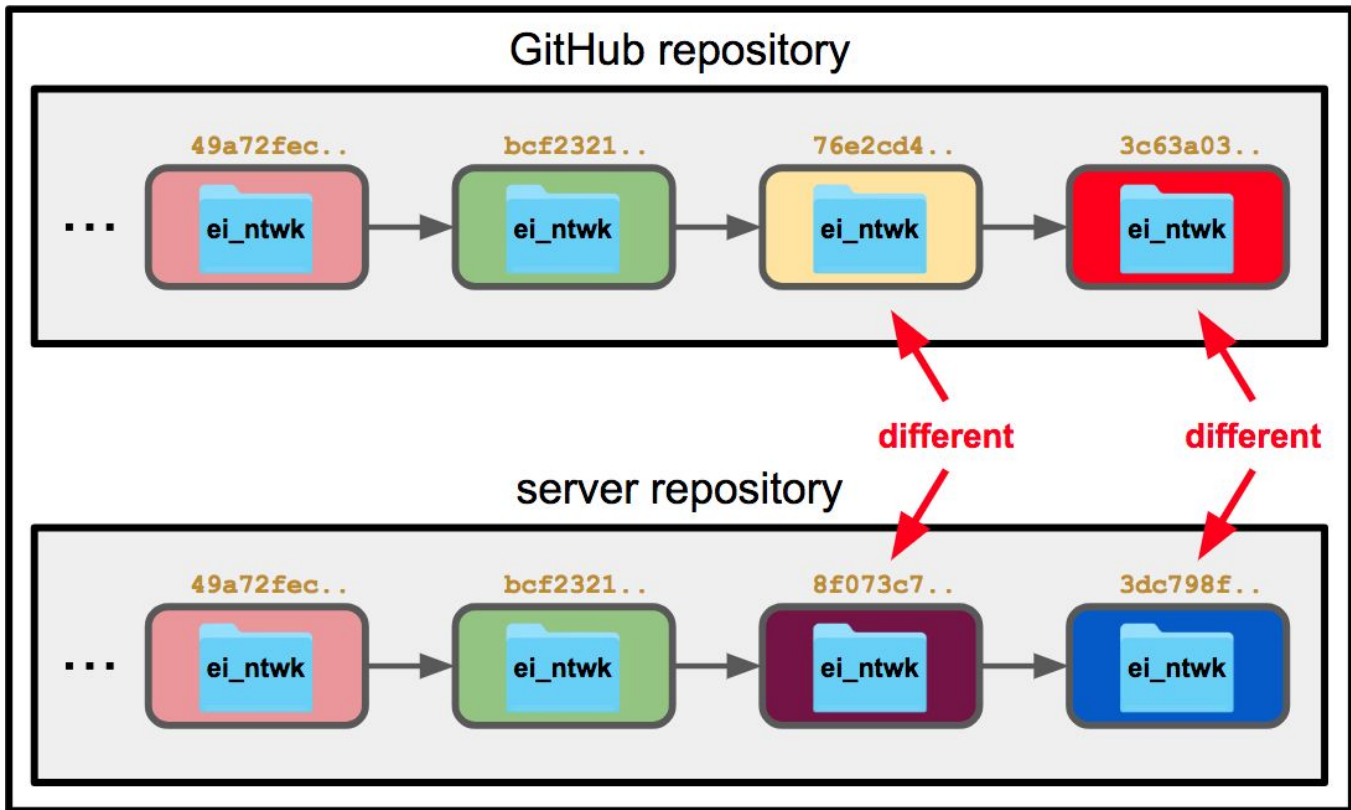 GitHub repository
49a72fec.. bcf2321.. 76e2cd4.. 3c63a03..
... ei_ntwk ei_ntwk ei_ntwk ei_ntwk
different different
server repository
49a72fec.. bcf2321.. 8f073c7.. 3dc798f..
... ei_ntwk ei_ntwk ei_ntwk ei_ntwk